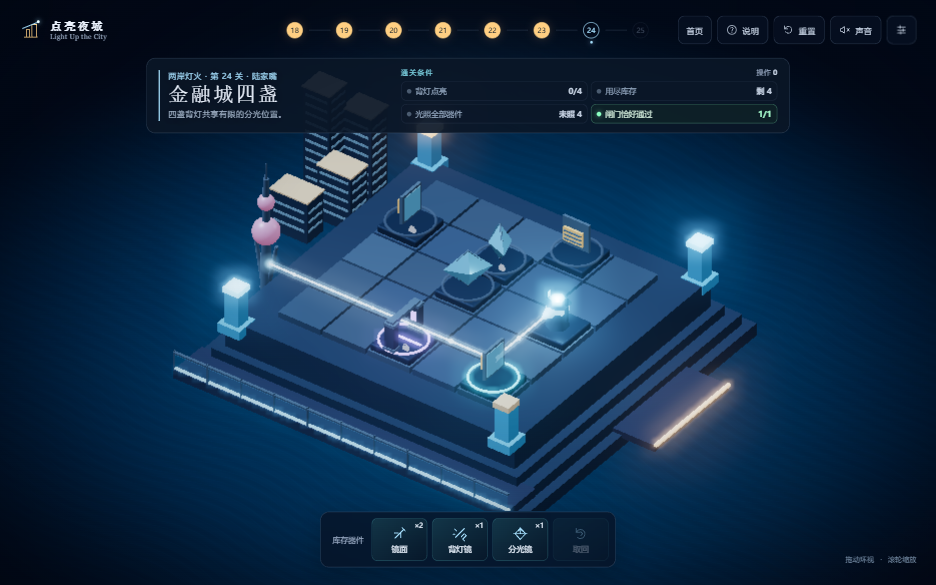 点亮夜城
Light Up the City
18 19 20 21 22 23 24 25
首页
说明
重置
声音
两岸灯火 · 第 24 关 · 陆家嘴
金融城四盏
四盏背灯共享有限的分光位置。
通关条件
操作 0
背灯点亮 0/4
用尽库存 剩 4
光照全部器件 未照 4
闸门恰好通过 1/1
库存器件
镜面 ×2
背灯镜 ×1
分光镜 ×1
取回
拖动环视 · 滚轮缩放